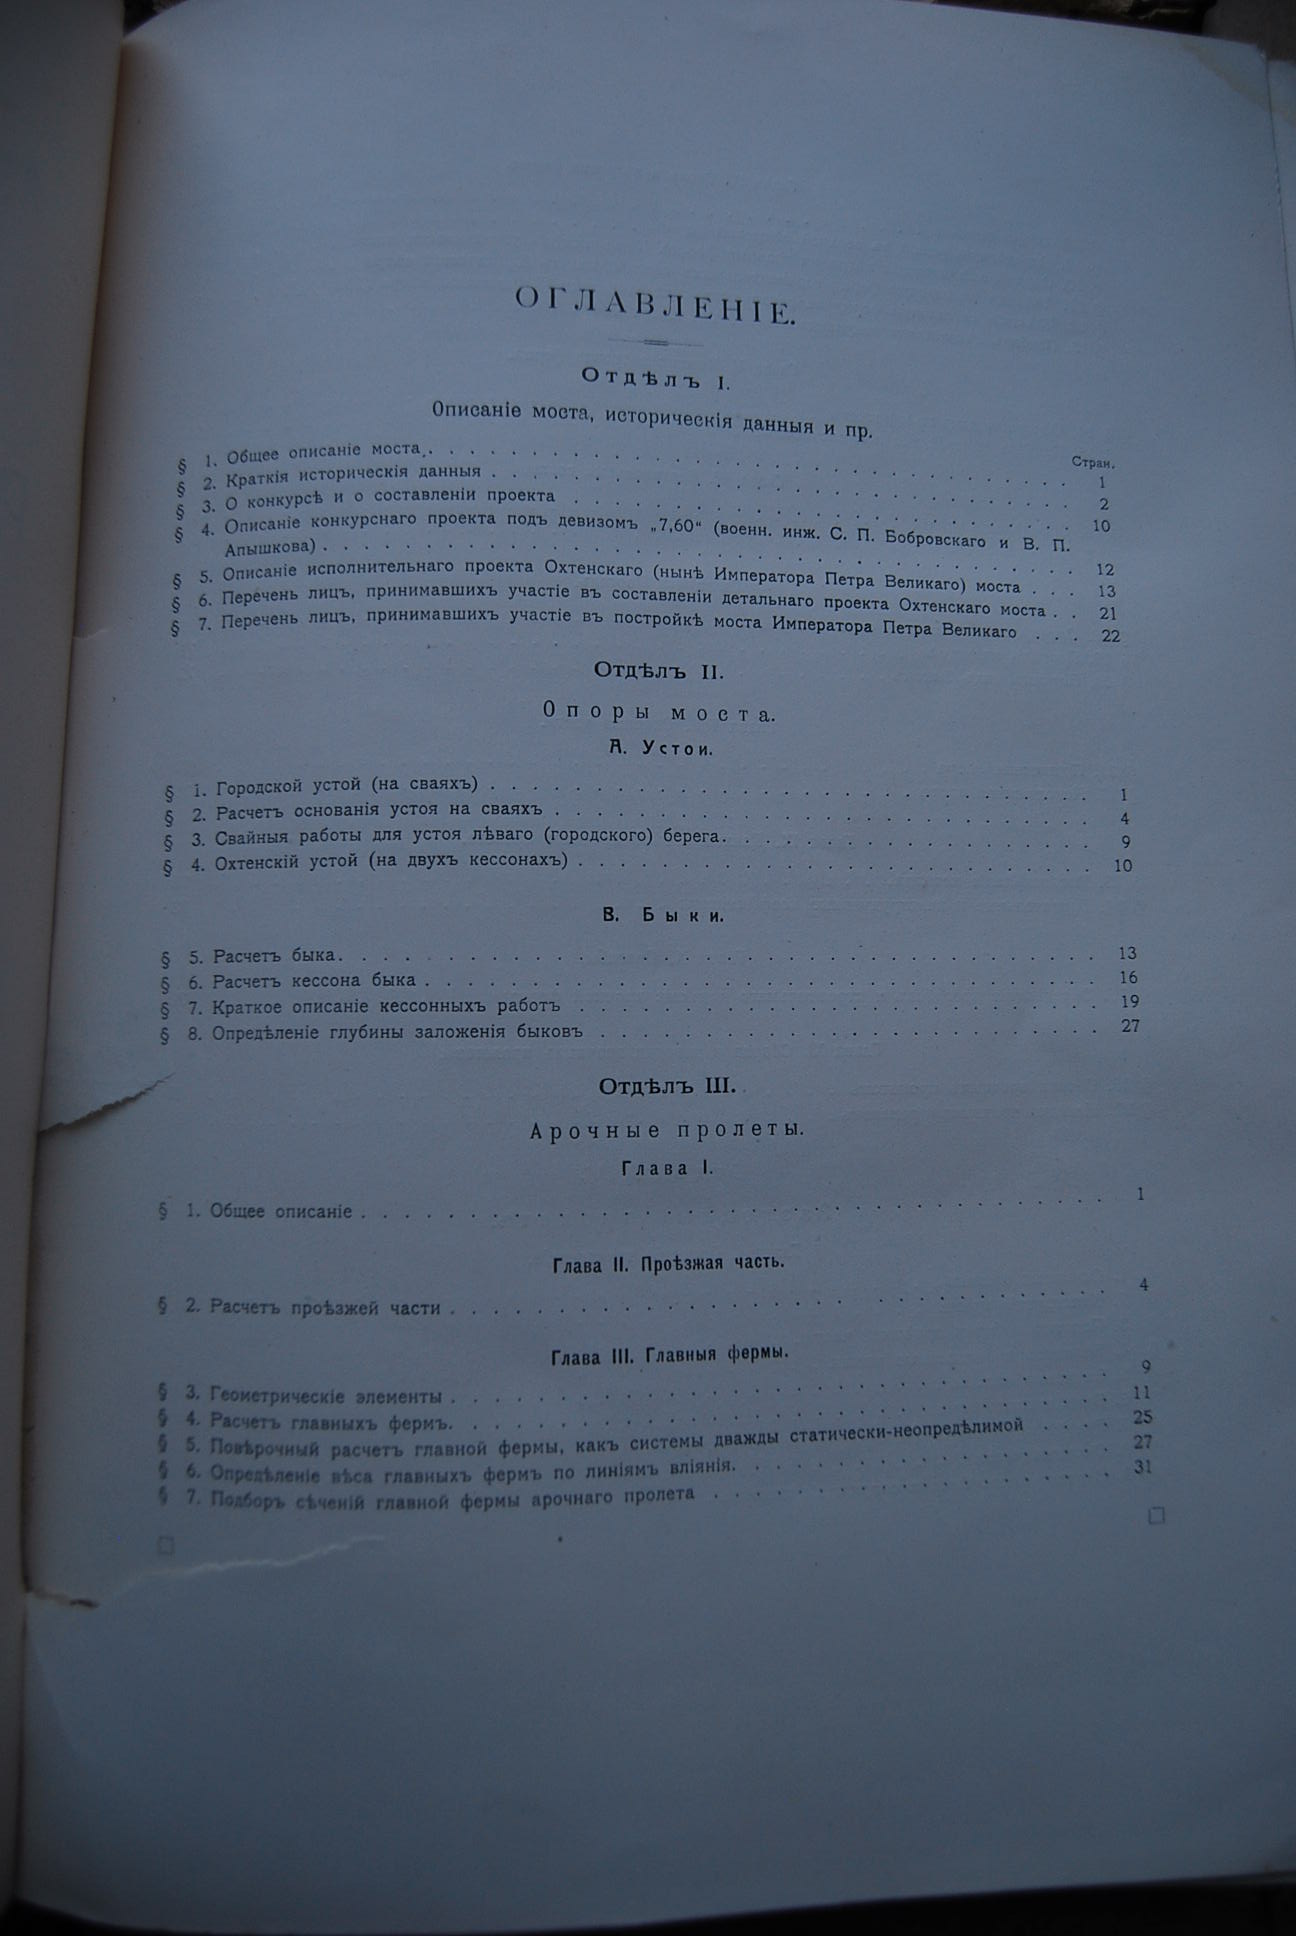 ОГЛАВЛЕНІЕ.
Отдѣлъ I.
Описаніе моста, историческія данныя и пр.
Стран.
§ 1. Общее описаніе моста . . . 1
§ 2. Краткія историческія данныя . . . 2
§ 3. О конкурсѣ и о составленіи проекта . . . 10
§ 4. Описаніе конкурснаго проекта подъ девизомъ „7,60“ (военн. инж. С. П. Бобровскаго и В. П.
Апышкова) . . . 12
§ 5. Описаніе исполнительнаго проекта Охтенскаго (нынѣ Императора Петра Великаго) моста . . . 13
§ 6. Перечень лицъ, принимавшихъ участіе въ составленіи детальнаго проекта Охтенскаго моста . . 21
§ 7. Перечень лицъ, принимавшихъ участіе въ постройкѣ моста Императора Петра Великаго . . . 22
Отдѣлъ II.
Опоры моста.
А. Устои.
§ 1. Городской устой (на сваяхъ) . . . 1
§ 2. Расчетъ основанія устоя на сваяхъ . . . 4
§ 3. Свайныя работы для устоя лѣваго (городского) берега. . . . 9
§ 4. Охтенскій устой (на двухъ кессонахъ) . . . 10
В. Быки.
§ 5. Расчетъ быка. . . . 13
§ 6. Расчетъ кессона быка . . . 16
§ 7. Краткое описаніе кессонныхъ работъ . . . 19
§ 8. Опредѣленіе глубины заложенія быковъ . . . 27
Отдѣлъ III.
Арочные пролеты.
Глава I.
§ 1. Общее описаніе . . . 1
Глава II. Проѣзжая часть.
§ 2. Расчетъ проѣзжей части . . . 4
Глава III. Главныя фермы.
§ 3. Геометрическіе элементы . . . 9
§ 4. Расчетъ главныхъ фермъ. . . . 11
§ 5. Повѣрочный расчетъ главной фермы, какъ системы дважды статически-неопредѣлимой . . . 25
§ 6. Опредѣленіе вѣса главныхъ фермъ по линіямъ вліянія. . . . 27
§ 7. Подборъ сѣченій главной фермы арочнаго пролета . . . 31